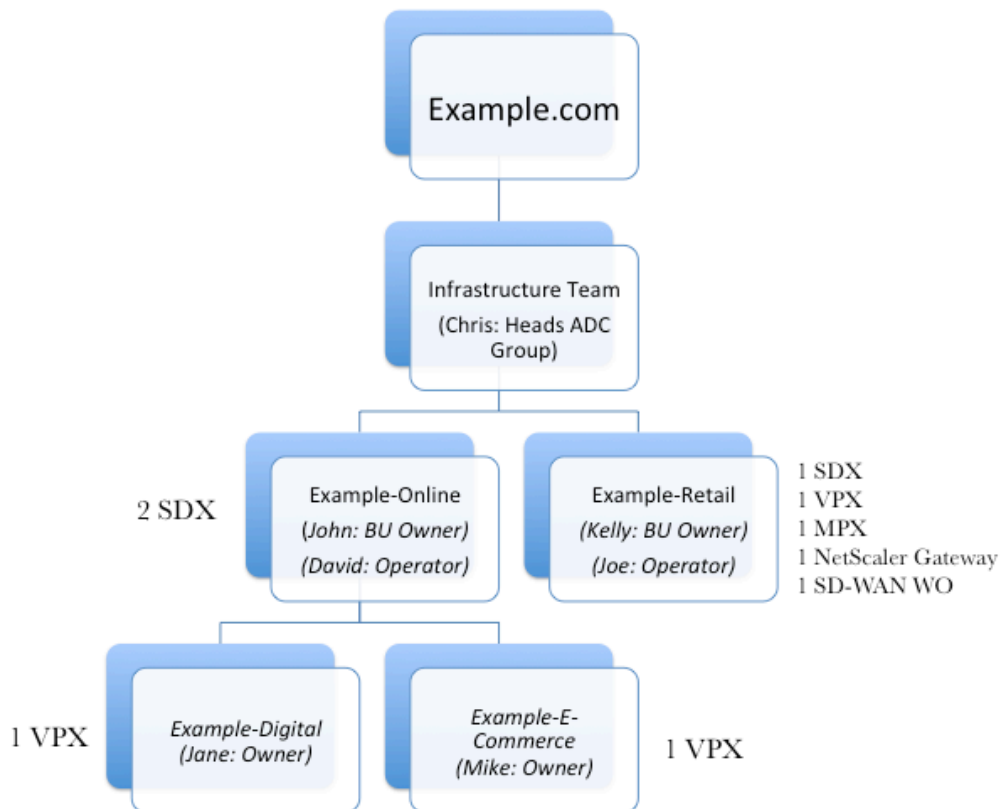 Example.com
Infrastructure Team
(Chris: Heads ADC
Group)
2 SDX
Example-Online
(John: BU Owner)
(David: Operator)
Example-Retail
(Kelly: BU Owner)
(Joe: Operator)
1 SDX
1 VPX
1 MPX
1 NetScaler Gateway
1 SD-WAN WO
1 VPX
Example-Digital
(Jane: Owner)
Example-E-
Commerce
(Mike: Owner)
1 VPX